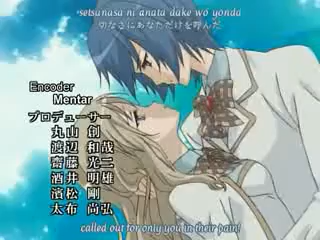 setsunasa ni anata dake wo yonda
のなさにあなただけを呼んだ
Encoder
Mentar
プロデューサー
丸山 創
渡辺 和哉
齋藤 光二
酒井 明雄
濱松 剛
太布 尚弘
called out for only you in their pain!